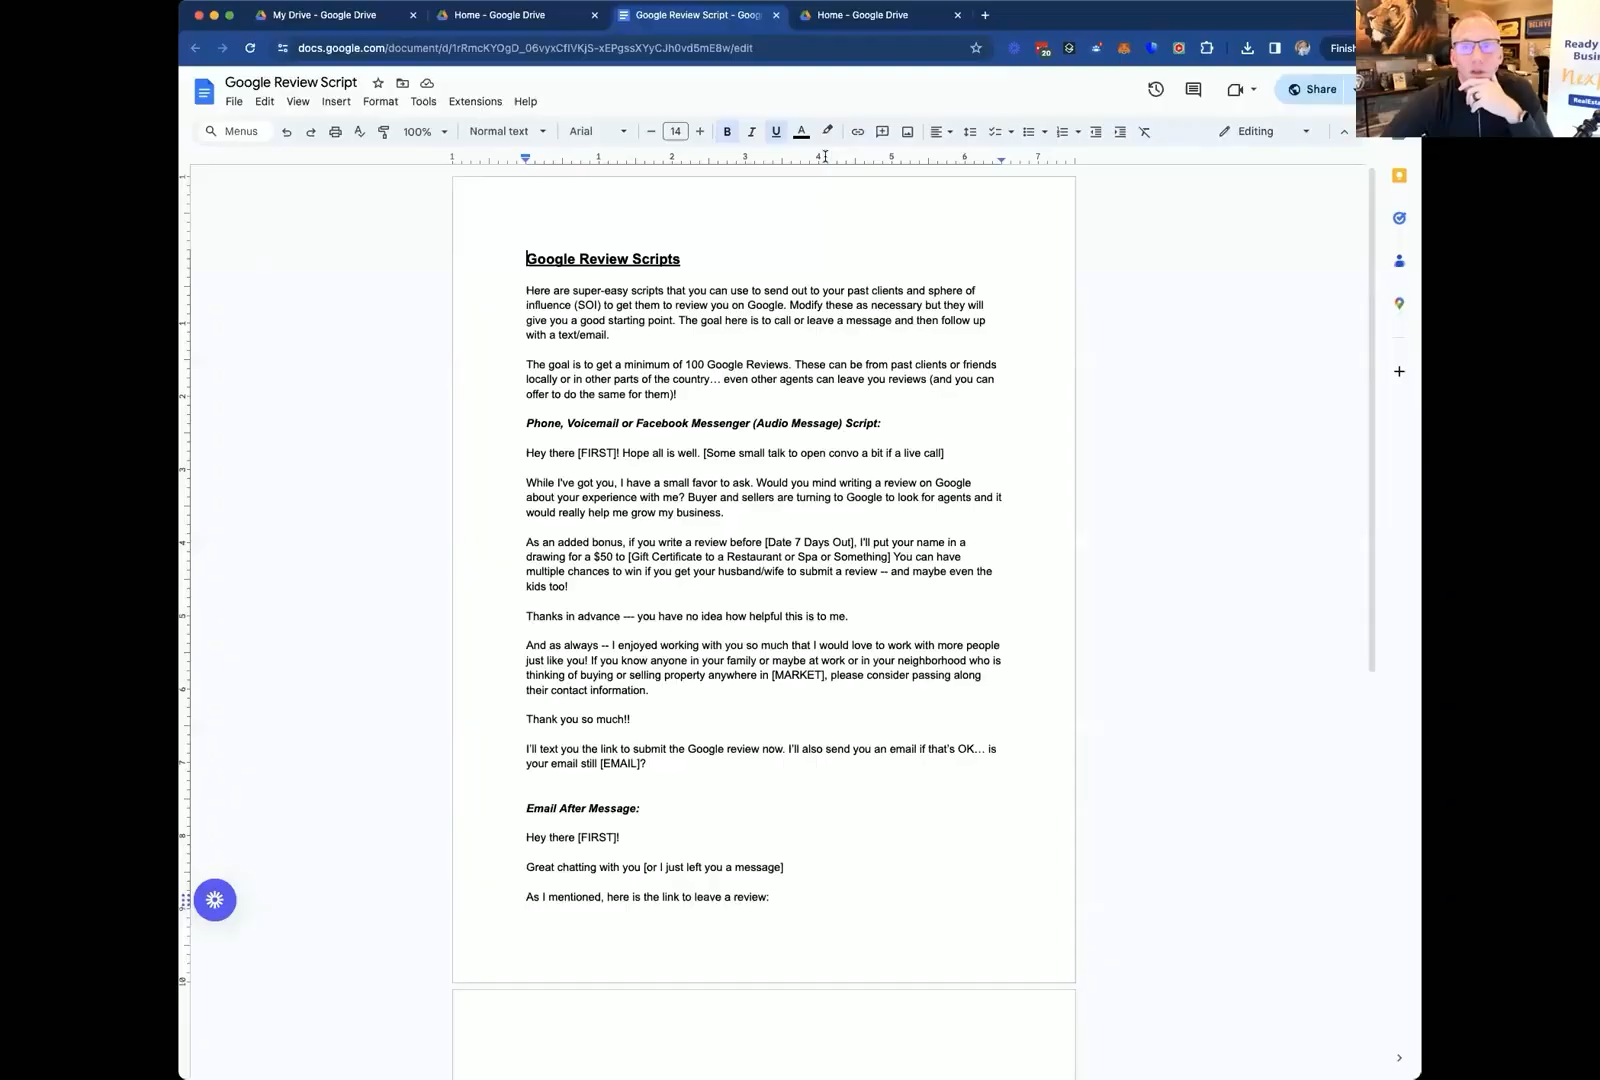 My Drive - Google Drive
Home - Google Drive
Google Review Script - Goog
Home - Google Drive
docs.google.com/document/d/1rRmcKYOgD_06vyxCfIVKjS-xEPgssXYyCJh0vd5mE8w/edit
20
Finish
Ready
Busin
Next
RealEsta
BELIEVE
Google Review Script
File Edit View Insert Format Tools Extensions Help
Share
Menus
100%
Normal text
Arial
14
B I U A
Editing
1 1 2 3 4 5 6 7
Google Review Scripts
Here are super-easy scripts that you can use to send out to your past clients and sphere of
influence (SOI) to get them to review you on Google. Modify these as necessary but they will
give you a good starting point. The goal here is to call or leave a message and then follow up
with a text/email.
The goal is to get a minimum of 100 Google Reviews. These can be from past clients or friends
locally or in other parts of the country… even other agents can leave you reviews (and you can
offer to do the same for them)!
Phone, Voicemail or Facebook Messenger (Audio Message) Script:
Hey there [FIRST]! Hope all is well. [Some small talk to open convo a bit if a live call]
While I've got you, I have a small favor to ask. Would you mind writing a review on Google
about your experience with me? Buyer and sellers are turning to Google to look for agents and it
would really help me grow my business.
As an added bonus, if you write a review before [Date 7 Days Out], I'll put your name in a
drawing for a $50 to [Gift Certificate to a Restaurant or Spa or Something] You can have
multiple chances to win if you get your husband/wife to submit a review -- and maybe even the
kids too!
Thanks in advance --- you have no idea how helpful this is to me.
And as always -- I enjoyed working with you so much that I would love to work with more people
just like you! If you know anyone in your family or maybe at work or in your neighborhood who is
thinking of buying or selling property anywhere in [MARKET], please consider passing along
their contact information.
Thank you so much!!
I'll text you the link to submit the Google review now. I'll also send you an email if that's OK… is
your email still [EMAIL]?
Email After Message:
Hey there [FIRST]!
Great chatting with you [or I just left you a message]
As I mentioned, here is the link to leave a review: